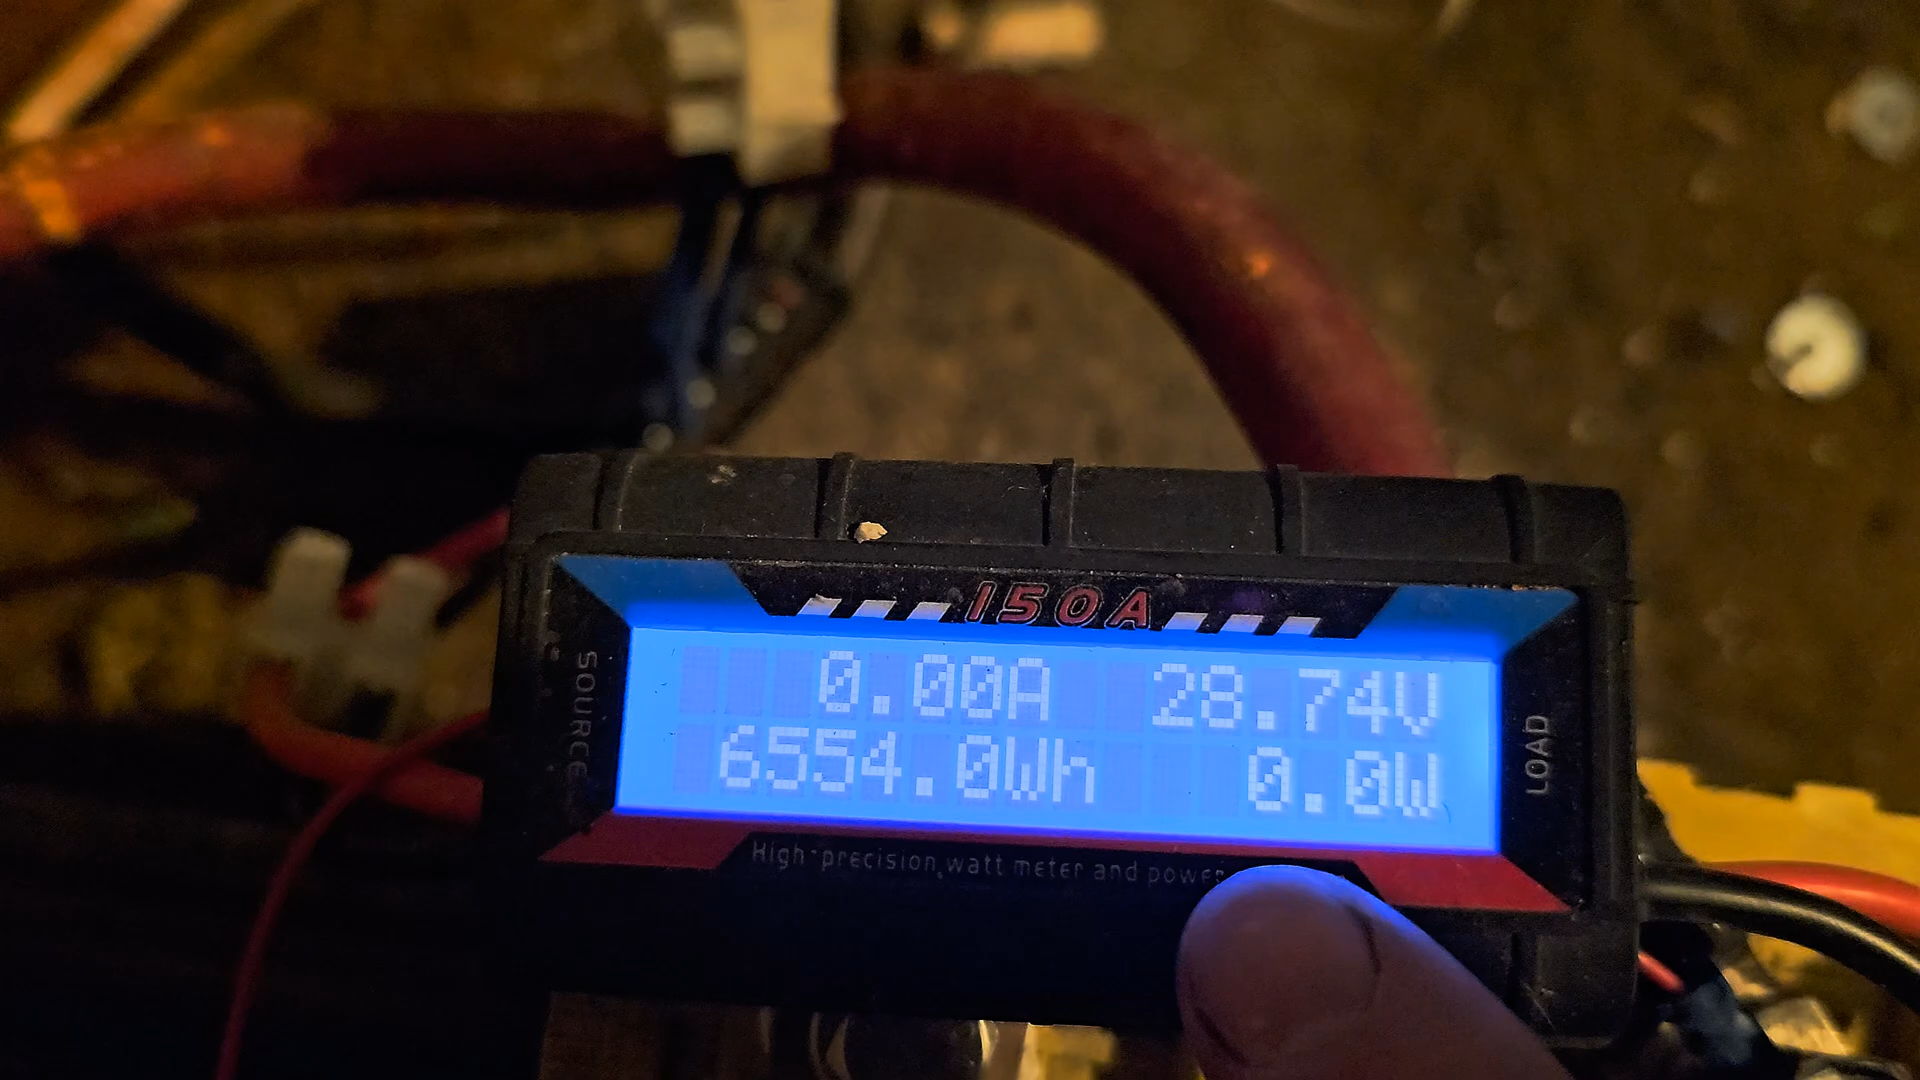 150A
SOURCE
0.00A 28.74V
6554.0Wh 0.0W
LOAD
High-precision watt meter and power